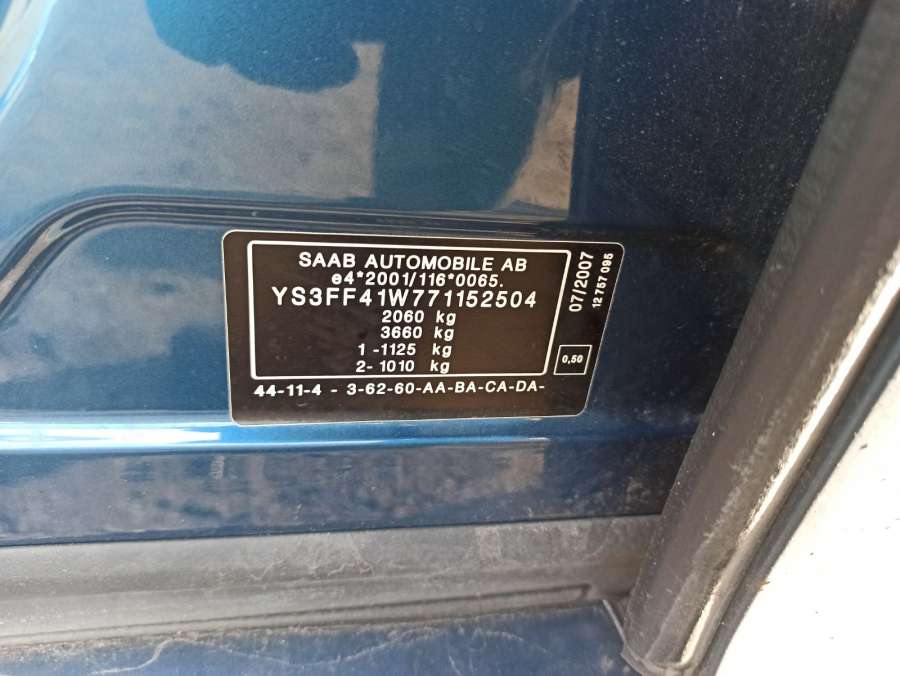 SAAB AUTOMOBILE AB
e4*2001/116*0065.
YS3FF41W771152504
2060 kg
3660 kg
1 -1125 kg
2- 1010 kg
44-11-4 - 3-62-60-AA-BA-CA-DA-
07/2007
12 757 095
0,50